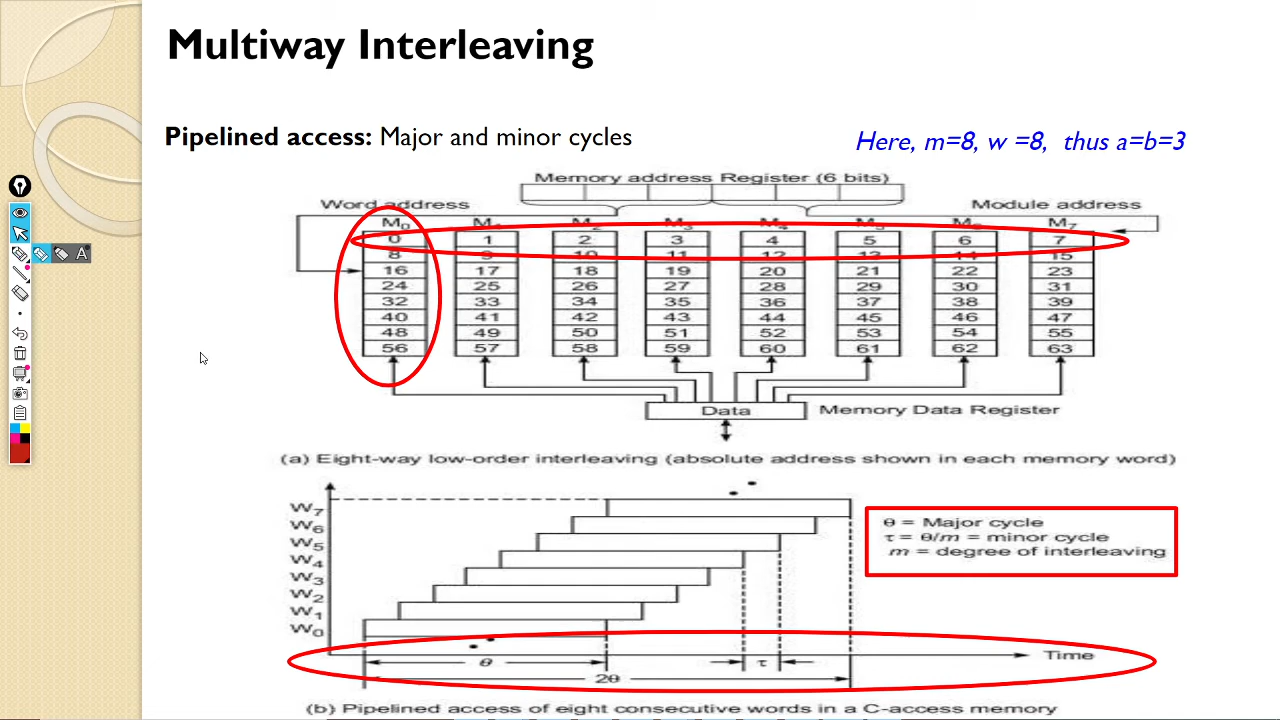 Multiway Interleaving
Pipelined access: Major and minor cycles
Here, m=8, w =8, thus a=b=3
Memory address Register (6 bits)
Word address
Module address
M0 M1 M2 M3 M4 M5 M6 M7
0 1 2 3 4 5 6 7
8 9 10 11 12 13 14 15
16 17 18 19 20 21 22 23
24 25 26 27 28 29 30 31
32 33 34 35 36 37 38 39
40 41 42 43 44 45 46 47
48 49 50 51 52 53 54 55
56 57 58 59 60 61 62 63
Data
Memory Data Register
(a) Eight-way low-order interleaving (absolute address shown in each memory word)
W7
W6
W5
W4
W3
W2
W1
W0
θ = Major cycle
τ = θ/m = minor cycle
m = degree of interleaving
Time
θ
τ
2θ
(b) Pipelined access of eight consecutive words in a C-access memory
A